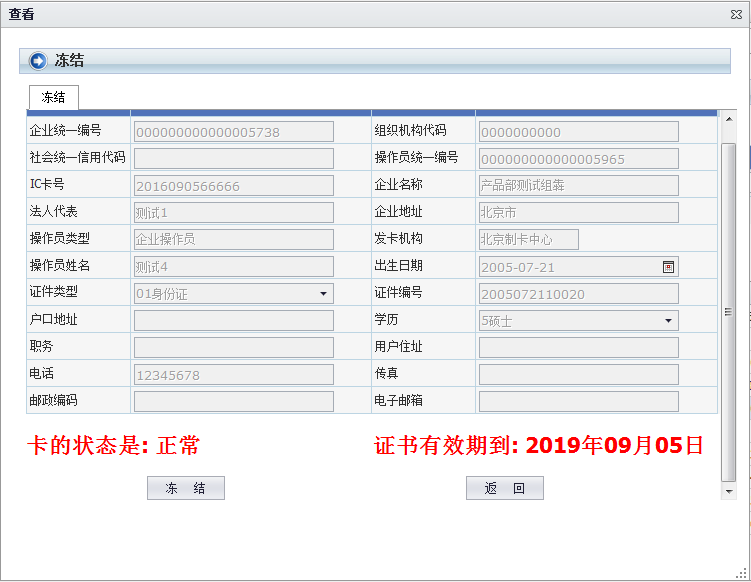 查看
冻结
冻结
企业统一编号 000000000000005738 组织机构代码 0000000000
社会统一信用代码 操作员统一编号 000000000000005965
IC卡号 2016090566666 企业名称 产品部测试组犇
法人代表 测试1 企业地址 北京市
操作员类型 企业操作员 发卡机构 北京制卡中心
操作员姓名 测试4 出生日期 2005-07-21
证件类型 01身份证 证件编号 2005072110020
户口地址 学历 5硕士
职务 用户住址
电话 12345678 传真
邮政编码 电子邮箱
卡的状态是: 正常 证书有效期到: 2019年09月05日
冻 结 返 回